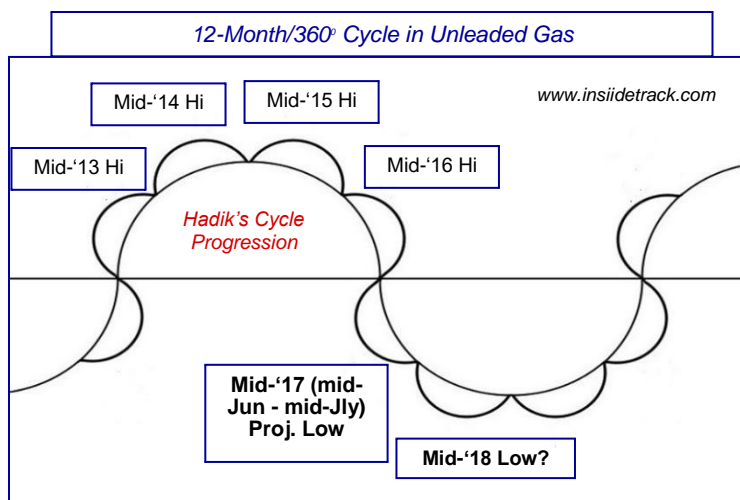 12-Month/360⁰ Cycle in Unleaded Gas
www.insiidetrack.com
Mid-‘14 Hi
Mid-‘15 Hi
Mid-‘13 Hi
Mid-‘16 Hi
Hadik’s Cycle
Progression
Mid-‘17 (mid-
Jun - mid-Jly)
Proj. Low
Mid-‘18 Low?